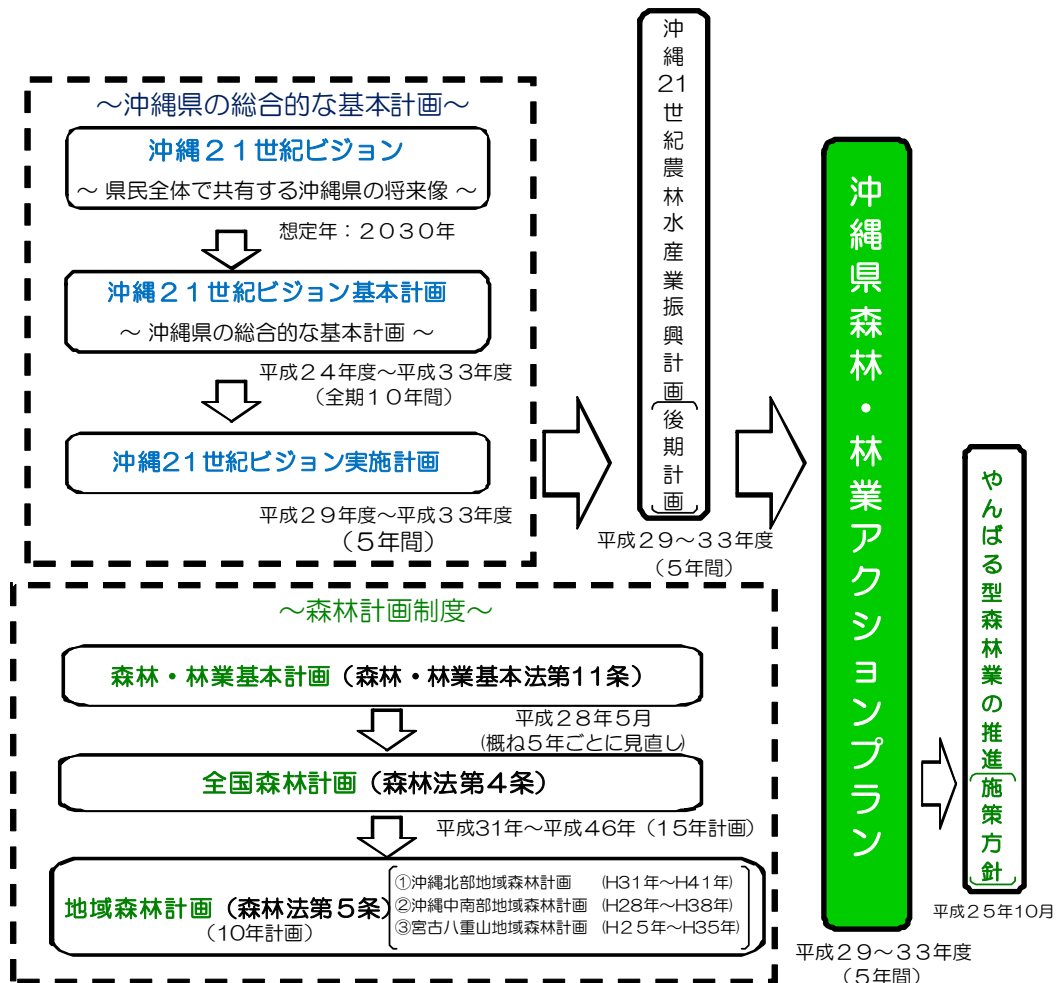 ～沖縄県の総合的な基本計画～
沖縄２１世紀ビジョン
～ 県民全体で共有する沖縄県の将来像 ～
想定年：２０３０年
沖縄２１世紀ビジョン基本計画
～ 沖縄県の総合的な基本計画 ～
平成２４年度～平成３３年度
（全期１０年間）
沖縄21世紀ビジョン実施計画
平成２９年度～平成３３年度
（５年間）
沖縄21世紀農林水産業振興計画〔後期計画〕
平成２９～３３年度
（５年間）
～森林計画制度～
森林・林業基本計画（森林・林業基本法第11条）
平成２８年５月
(概ね５年ごとに見直し)
全国森林計画（森林法第４条）
平成31年～平成４６年（１５年計画）
地域森林計画（森林法第５条）
（10年計画）
①沖縄北部地域森林計画　（H31年～H41年）
②沖縄中南部地域森林計画　（H28年～H38年）
③宮古八重山地域森林計画　（H２５年～H35年）
沖縄県森林・林業アクションプラン
平成２９～３３年度
（５年間）
やんばる型森林業の推進〔施策方針〕
平成２５年10月